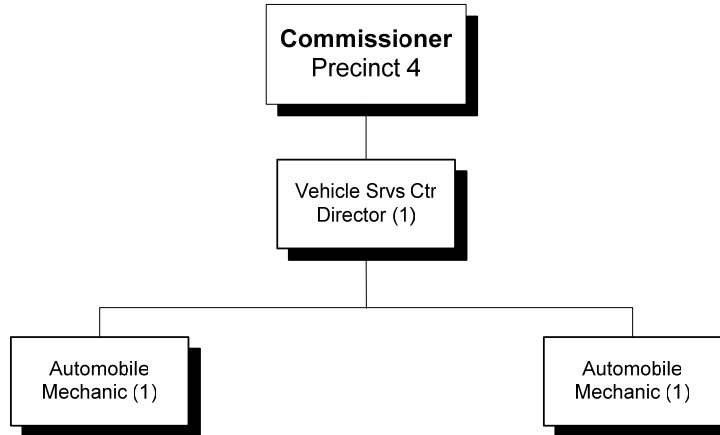 Commissioner
Precinct 4
Vehicle Srvs Ctr
Director (1)
Automobile
Mechanic (1)
Automobile
Mechanic (1)